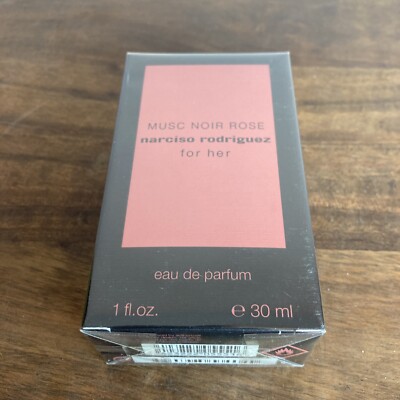 MUSC NOIR ROSE
narciso rodriguez
for her
eau de parfum
1 fl.oz. ℮ 30 ml